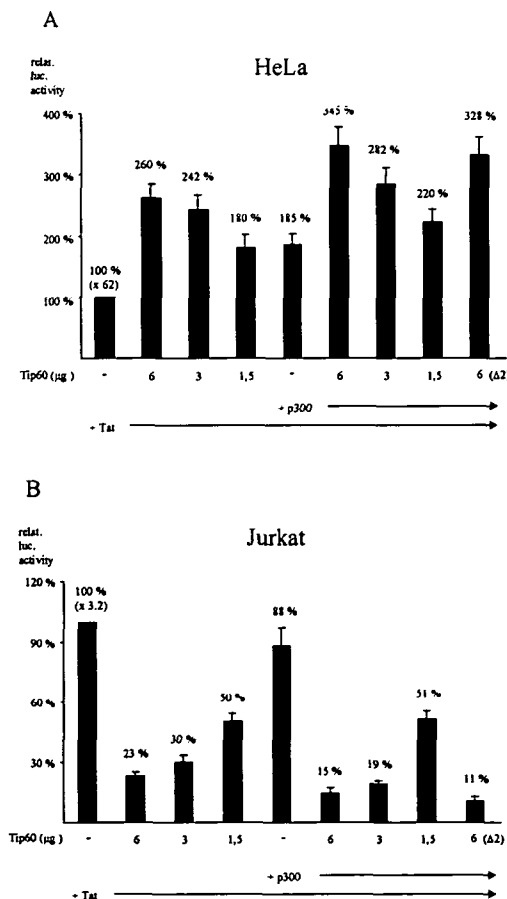 A
HeLa
relat.
luc.
activity
400 %
300 %
200 %
100 %
100 %
(x 62)
260 %
242 %
180 %
185 %
345 %
282 %
220 %
328 %
Tip60 (µg ) - 6 3 1,5 - 6 3 1,5 6 (Δ2)
+ p300
+ Tat
B
Jurkat
relat.
luc.
activity
120 %
90 %
60 %
30 %
100 %
(x 3.2)
23 %
30 %
50 %
88 %
15 %
19 %
51 %
11 %
Tip60 (µg ) - 6 3 1,5 - 6 3 1,5 6 (Δ2)
+ p300
+ Tat